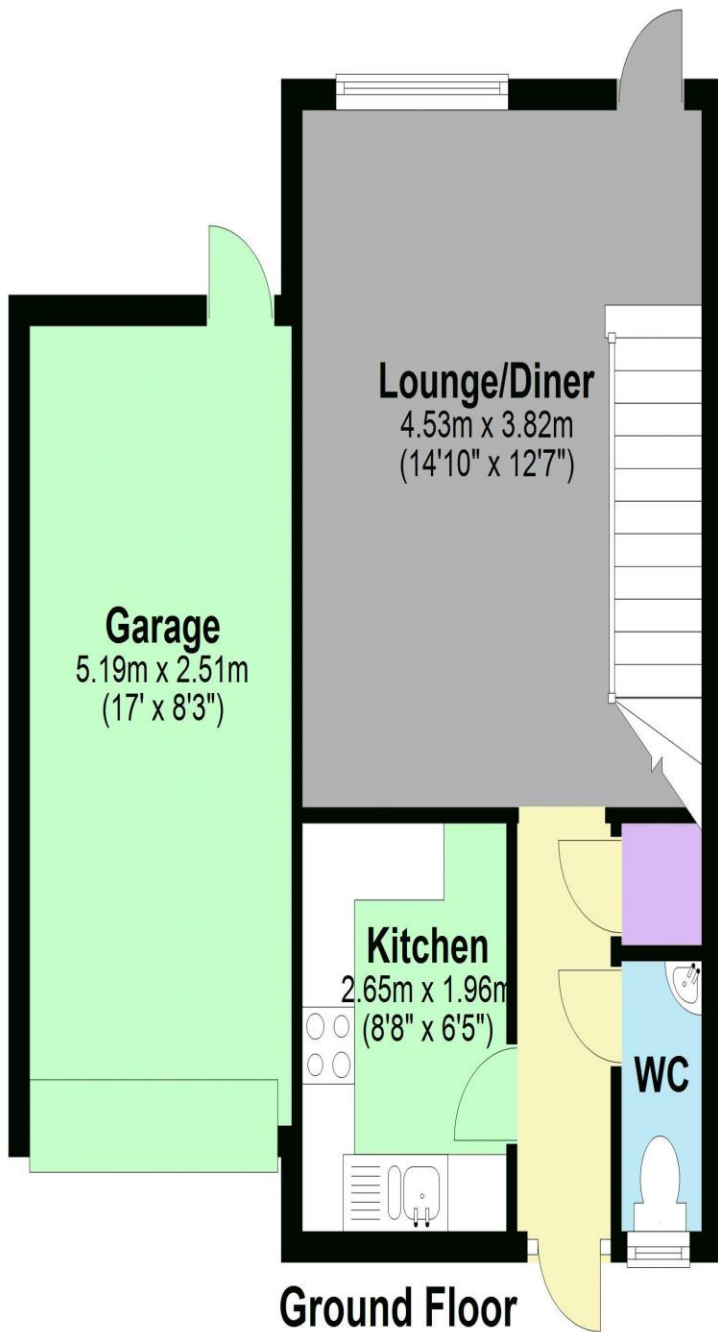 Lounge/Diner
4.53m x 3.82m
(14'10" x 12'7")
Garage
5.19m x 2.51m
(17' x 8'3")
Kitchen
2.65m x 1.96m
(8'8" x 6'5")
WC
Ground Floor